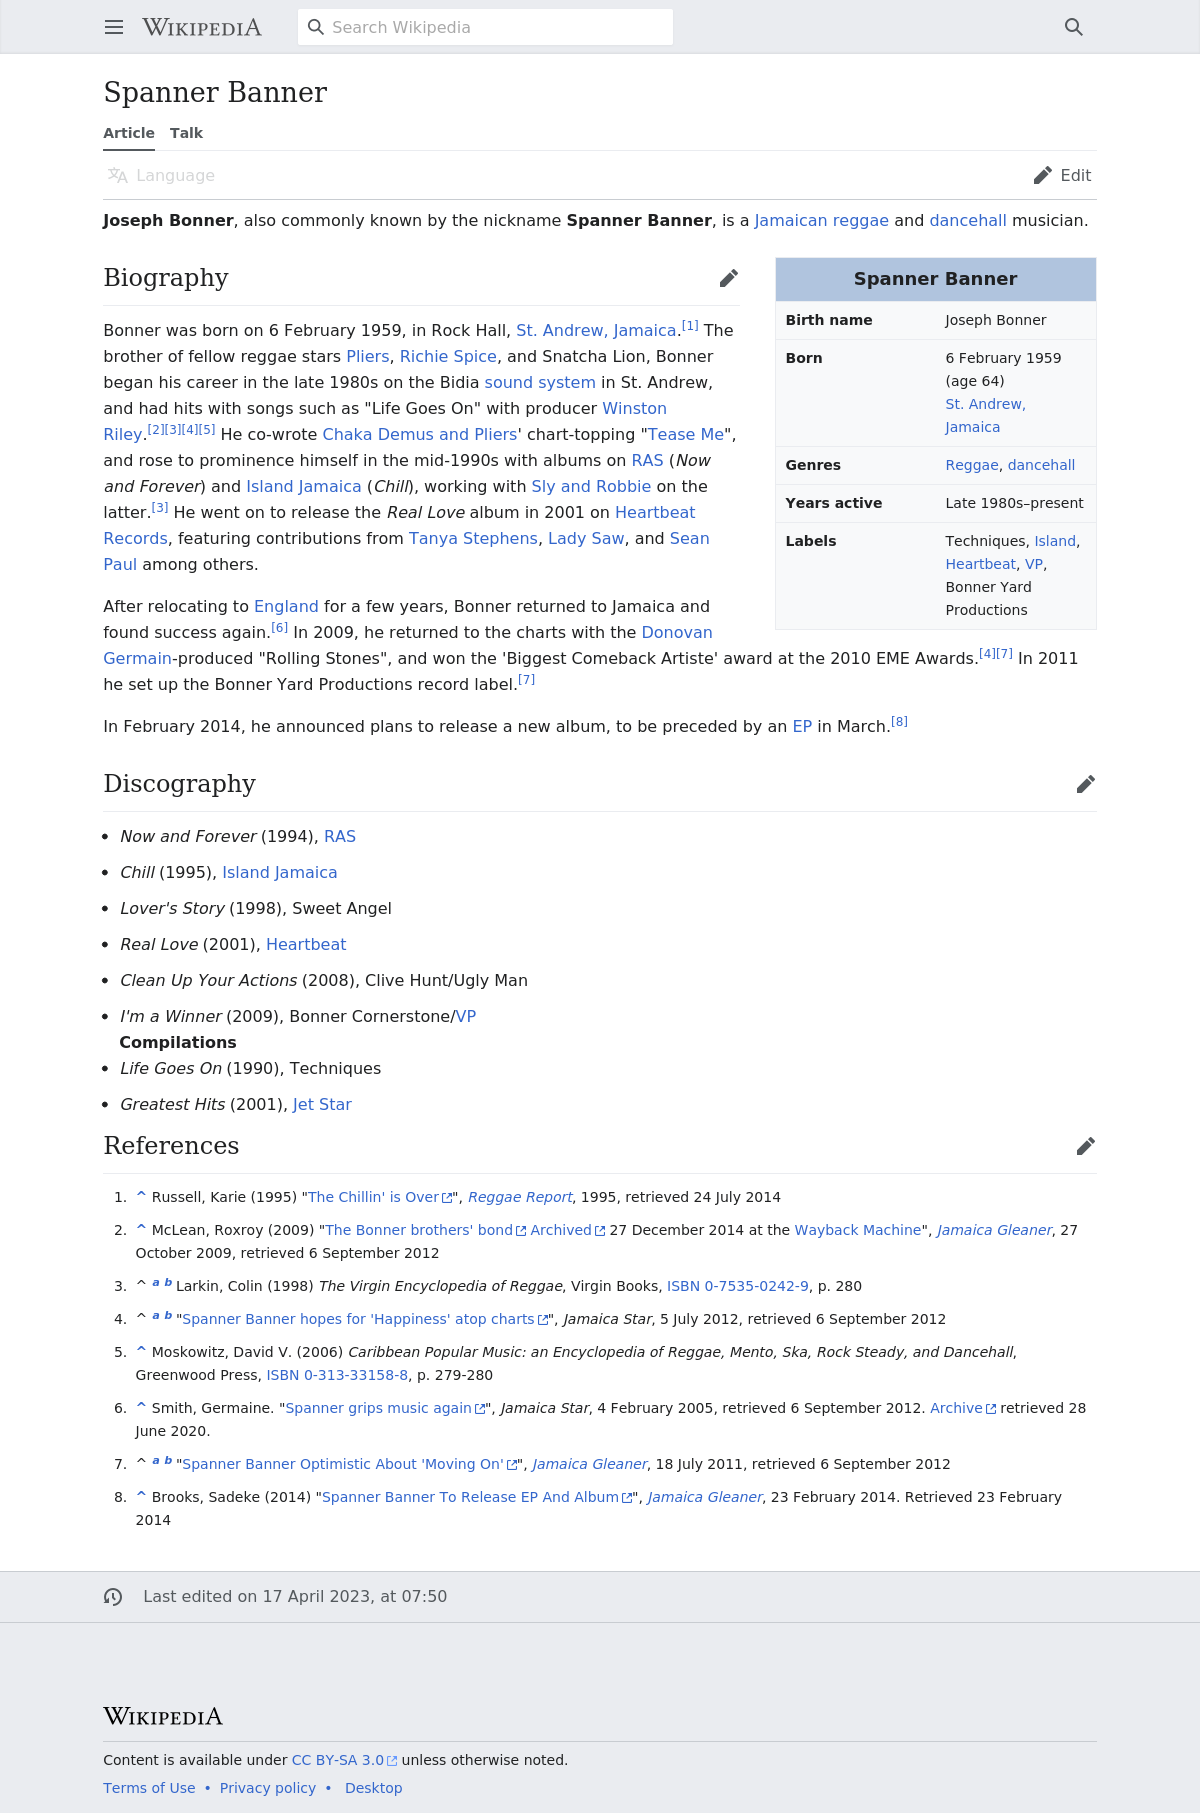 WIKIPEDIA
Search Wikipedia
Spanner Banner
Article Talk
Language
Edit
Joseph Bonner, also commonly known by the nickname Spanner Banner, is a Jamaican reggae and dancehall musician.
Biography
Bonner was born on 6 February 1959, in Rock Hall, St. Andrew, Jamaica.[1] The
brother of fellow reggae stars Pliers, Richie Spice, and Snatcha Lion, Bonner
began his career in the late 1980s on the Bidia sound system in St. Andrew,
and had hits with songs such as "Life Goes On" with producer Winston
Riley.[2][3][4][5] He co-wrote Chaka Demus and Pliers' chart-topping "Tease Me",
and rose to prominence himself in the mid-1990s with albums on RAS (Now
and Forever) and Island Jamaica (Chill), working with Sly and Robbie on the
latter.[3] He went on to release the Real Love album in 2001 on Heartbeat
Records, featuring contributions from Tanya Stephens, Lady Saw, and Sean
Paul among others.
Spanner Banner
Birth name Joseph Bonner
Born 6 February 1959
(age 64)
St. Andrew,
Jamaica
Genres Reggae, dancehall
Years active Late 1980s–present
Labels Techniques, Island,
Heartbeat, VP,
Bonner Yard
Productions
After relocating to England for a few years, Bonner returned to Jamaica and
found success again.[6] In 2009, he returned to the charts with the Donovan
Germain-produced "Rolling Stones", and won the 'Biggest Comeback Artiste' award at the 2010 EME Awards.[4][7] In 2011
he set up the Bonner Yard Productions record label.[7]
In February 2014, he announced plans to release a new album, to be preceded by an EP in March.[8]
Discography
• Now and Forever (1994), RAS
• Chill (1995), Island Jamaica
• Lover's Story (1998), Sweet Angel
• Real Love (2001), Heartbeat
• Clean Up Your Actions (2008), Clive Hunt/Ugly Man
• I'm a Winner (2009), Bonner Cornerstone/VP
Compilations
• Life Goes On (1990), Techniques
• Greatest Hits (2001), Jet Star
References
1. ^ Russell, Karie (1995) "The Chillin' is Over", Reggae Report, 1995, retrieved 24 July 2014
2. ^ McLean, Roxroy (2009) "The Bonner brothers' bond Archived 27 December 2014 at the Wayback Machine", Jamaica Gleaner, 27
October 2009, retrieved 6 September 2012
3. ^ a b Larkin, Colin (1998) The Virgin Encyclopedia of Reggae, Virgin Books, ISBN 0-7535-0242-9, p. 280
4. ^ a b "Spanner Banner hopes for 'Happiness' atop charts", Jamaica Star, 5 July 2012, retrieved 6 September 2012
5. ^ Moskowitz, David V. (2006) Caribbean Popular Music: an Encyclopedia of Reggae, Mento, Ska, Rock Steady, and Dancehall,
Greenwood Press, ISBN 0-313-33158-8, p. 279-280
6. ^ Smith, Germaine. "Spanner grips music again", Jamaica Star, 4 February 2005, retrieved 6 September 2012. Archive retrieved 28
June 2020.
7. ^ a b "Spanner Banner Optimistic About 'Moving On'", Jamaica Gleaner, 18 July 2011, retrieved 6 September 2012
8. ^ Brooks, Sadeke (2014) "Spanner Banner To Release EP And Album", Jamaica Gleaner, 23 February 2014. Retrieved 23 February
2014
Last edited on 17 April 2023, at 07:50
WIKIPEDIA
Content is available under CC BY-SA 3.0 unless otherwise noted.
Terms of Use • Privacy policy • Desktop